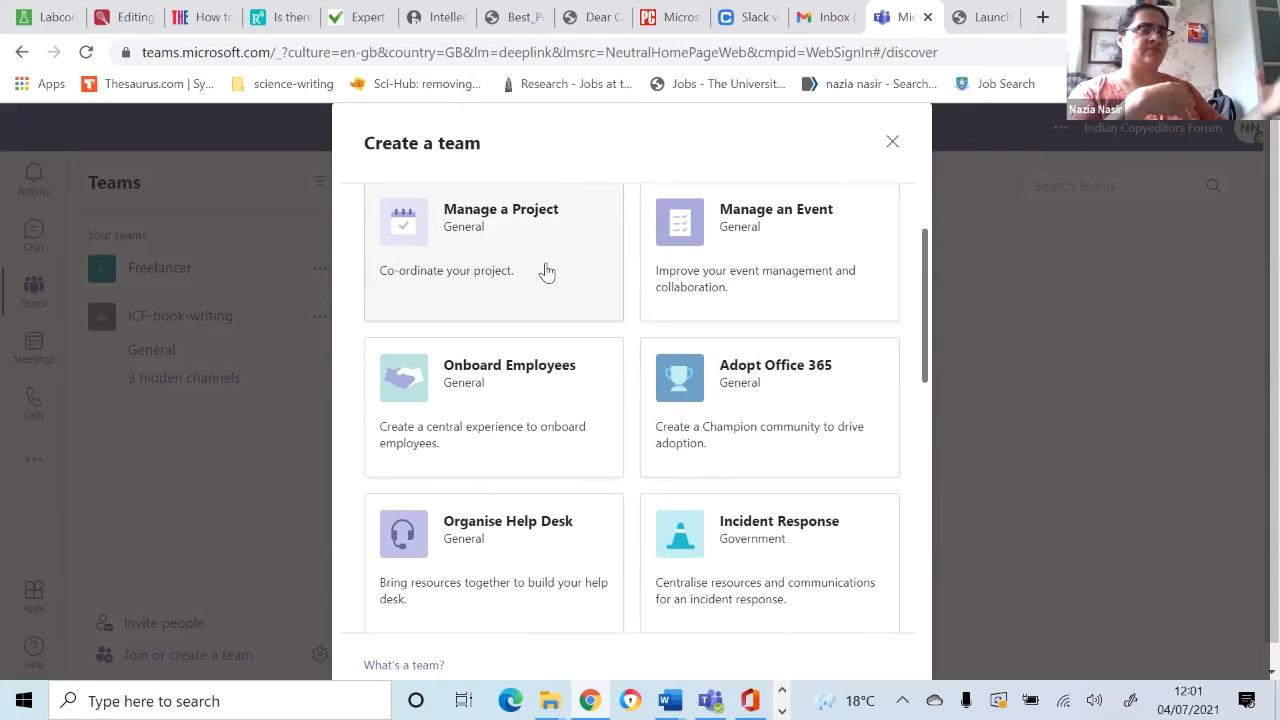 Is there
Expert
Intellec
Best_
Dear C
Micros
Slack v
Inbox (
Mic
Launch
teams.microsoft.com/_?culture=en-gb&country=GB&lm=deeplink&lmsrc=NeutralHomePageWeb&cmpid=WebSignIn#/discover
Apps
Thesaurus.com | Sy...
science-writing
Sci-Hub: removing...
Research - Jobs at t...
Jobs - The Universit...
nazia nasir - Search...
Job Search
Nazia Nasir
Indian Copyeditors Forum
NN
Activity
Chat
Teams
Meetings
Calls
Apps
Help
Teams
Your teams
Freelancer
ICF-book-writing
General
3 hidden channels
Invite people
Join or create a team
Search teams
Create a team
Manage a Project
General
Co-ordinate your project.
Manage an Event
General
Improve your event management and
collaboration.
Onboard Employees
General
Create a central experience to onboard
employees.
Adopt Office 365
General
Create a Champion community to drive
adoption.
Organise Help Desk
General
Bring resources together to build your help
desk.
Incident Response
Government
Centralise resources and communications
for an incident response.
What's a team?
Type here to search
18°C
12:01
04/07/2021